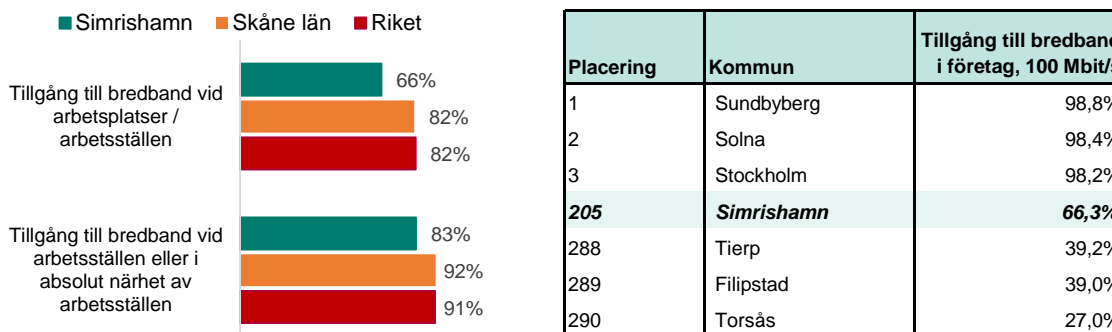 Simrishamn Skåne län Riket
Tillgång till bredband vid
arbetsplatser /
arbetsställen
66%
82%
82%
Tillgång till bredband vid
arbetsställen eller i
absolut närhet av
arbetsställen
83%
92%
91%
Tillgång till bredband
Placering Kommun i företag, 100 Mbit/s
1 Sundbyberg 98,8%
2 Solna 98,4%
3 Stockholm 98,2%
205 Simrishamn 66,3%
288 Tierp 39,2%
289 Filipstad 39,0%
290 Torsås 27,0%